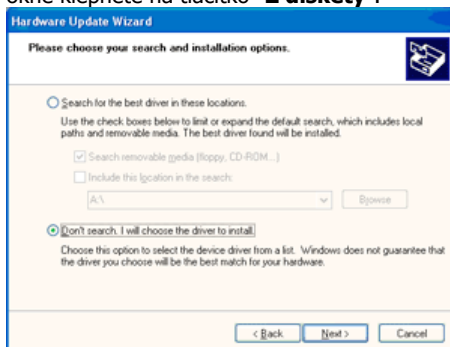 okně klepněte na tlačítko "Z diskety".
Hardware Update Wizard
Please choose your search and installation options.
Search for the best driver in these locations.
Use the check boxes below to limit or expand the default search, which includes local
paths and removable media. The best driver found will be installed.
Search removable media (floppy, CD-ROM...)
Include this location in the search:
A:\
Browse
Don't search. I will choose the driver to install.
Choose this option to select the device driver from a list. Windows does not guarantee that
the driver you choose will be the best match for your hardware.
< Back
Next >
Cancel